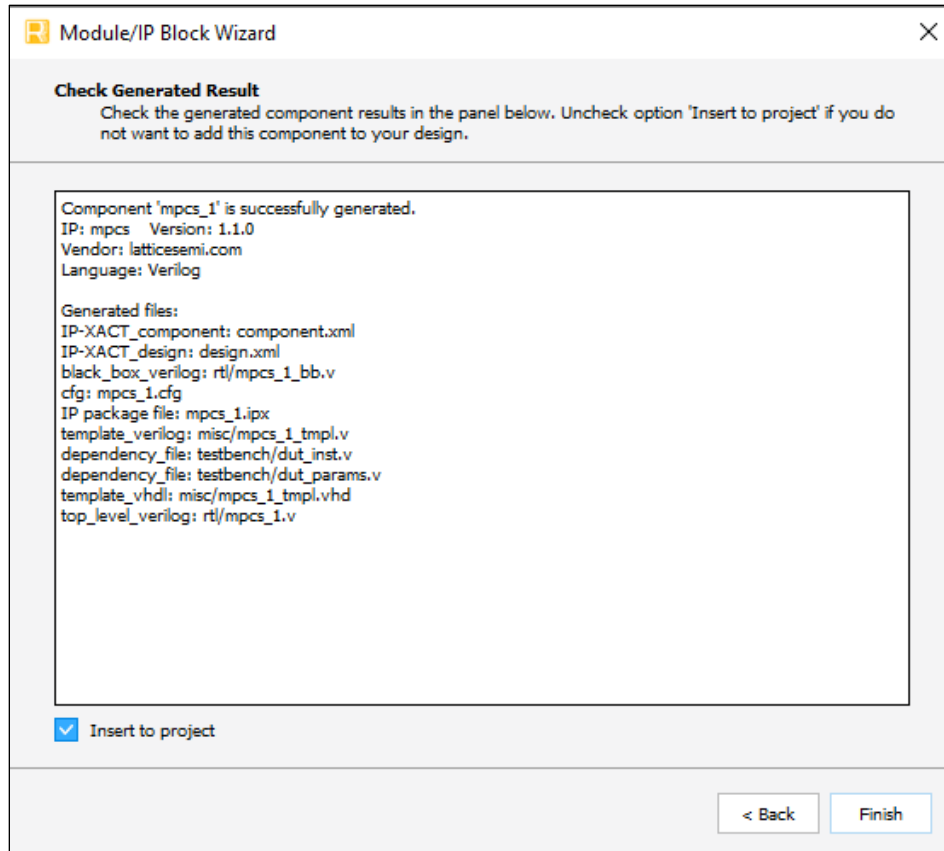 Module/IP Block Wizard
Check Generated Result
Check the generated component results in the panel below. Uncheck option 'Insert to project' if you do
not want to add this component to your design.
Component 'mpcs_1' is successfully generated.
IP: mpcs Version: 1.1.0
Vendor: latticesemi.com
Language: Verilog
Generated files:
IP-XACT_component: component.xml
IP-XACT_design: design.xml
black_box_verilog: rtl/mpcs_1_bb.v
cfg: mpcs_1.cfg
IP package file: mpcs_1.ipx
template_verilog: misc/mpcs_1_tmpl.v
dependency_file: testbench/dut_inst.v
dependency_file: testbench/dut_params.v
template_vhdl: misc/mpcs_1_tmpl.vhd
top_level_verilog: rtl/mpcs_1.v
Insert to project
< Back
Finish